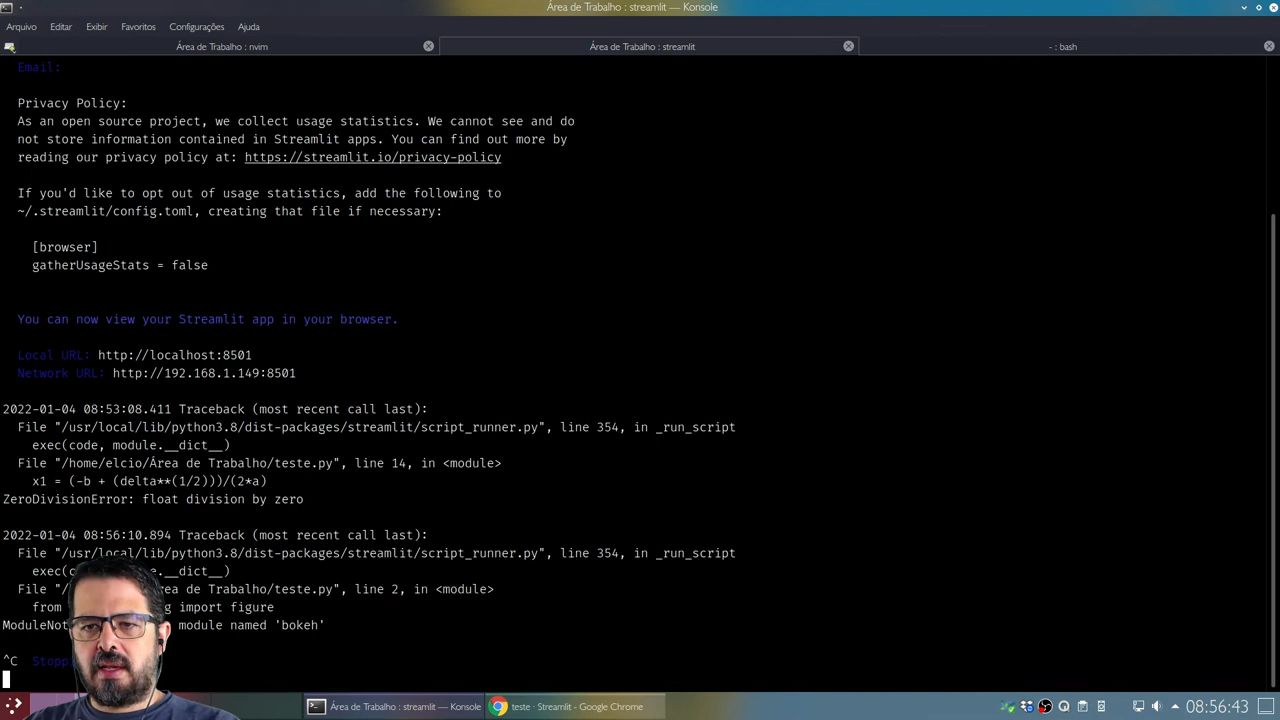 Área de Trabalho : streamlit — Konsole
Arquivo Editar Exibir Favoritos Configurações Ajuda
Área de Trabalho : nvim
Área de Trabalho : streamlit
~ : bash
Email:
Privacy Policy:
As an open source project, we collect usage statistics. We cannot see and do
not store information contained in Streamlit apps. You can find out more by
reading our privacy policy at: https://streamlit.io/privacy-policy
If you'd like to opt out of usage statistics, add the following to
~/.streamlit/config.toml, creating that file if necessary:
[browser]
gatherUsageStats = false
You can now view your Streamlit app in your browser.
Local URL: http://localhost:8501
Network URL: http://192.168.1.149:8501
2022-01-04 08:53:08.411 Traceback (most recent call last):
File "/usr/local/lib/python3.8/dist-packages/streamlit/script_runner.py", line 354, in _run_script
exec(code, module.__dict__)
File "/home/elcio/Área de Trabalho/teste.py", line 14, in <module>
x1 = (-b + (delta**(1/2)))/(2*a)
ZeroDivisionError: float division by zero
2022-01-04 08:56:10.894 Traceback (most recent call last):
File "/usr/local/lib/python3.8/dist-packages/streamlit/script_runner.py", line 354, in _run_script
exec(c e.__dict__)
File "/ rea de Trabalho/teste.py", line 2, in <module>
from g import figure
ModuleNot module named 'bokeh'
^C Stopp
Área de Trabalho : streamlit — Konsole
teste · Streamlit - Google Chrome
08:56:43